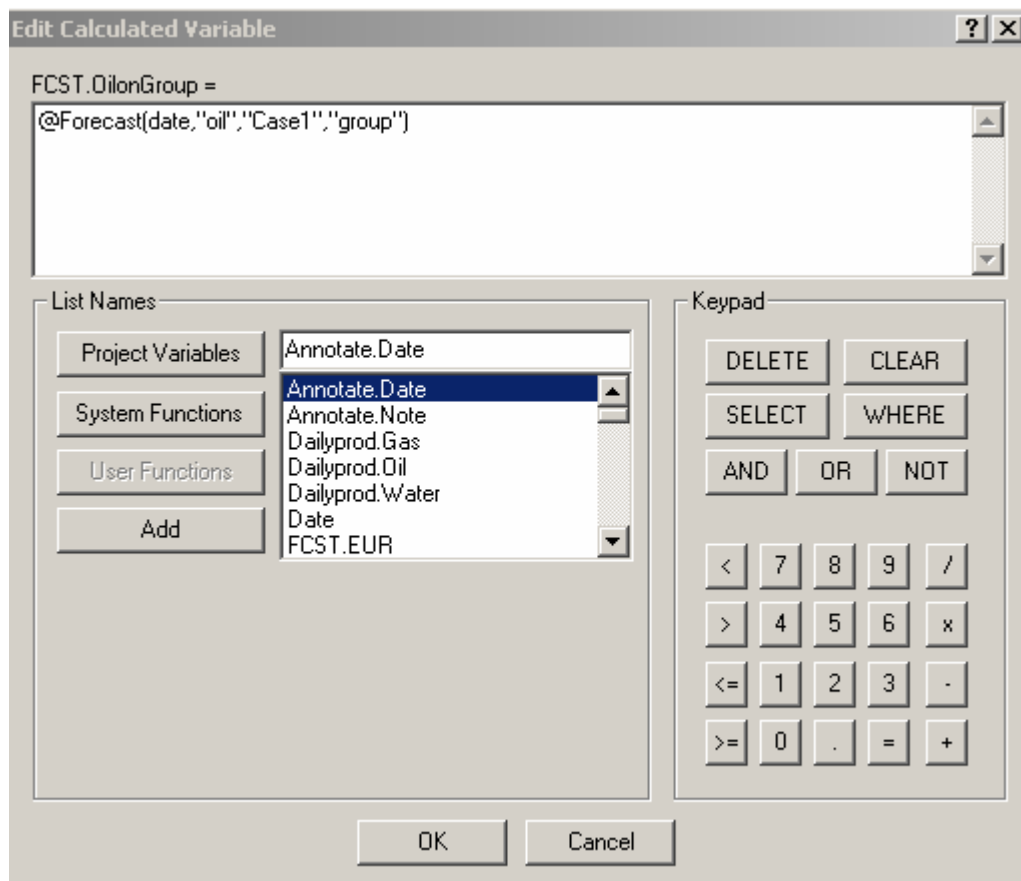 Edit Calculated Variable
? ×
FCST.OilonGroup =
@Forecast(date,"oil","Case1","group")
List Names
Project Variables
System Functions
User Functions
Add
Annotate.Date
Annotate.Date
Annotate.Note
Dailyprod.Gas
Dailyprod.Oil
Dailyprod.Water
Date
FCST.EUR
Keypad
DELETE CLEAR
SELECT WHERE
AND OR NOT
< 7 8 9 /
> 4 5 6 x
<= 1 2 3 -
>= 0 . = +
OK Cancel